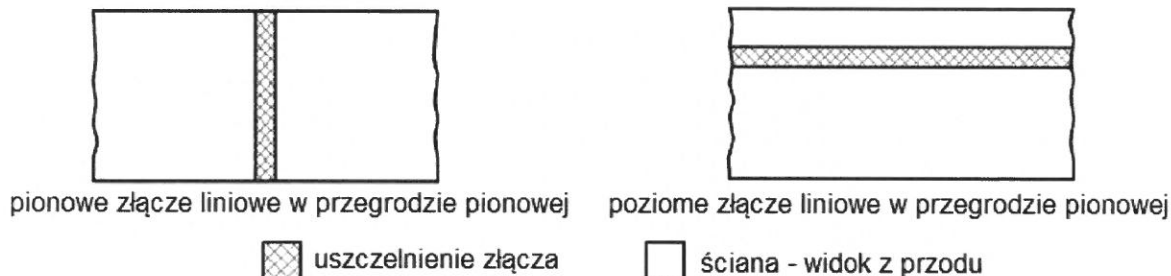 pionowe złącze liniowe w przegrodzie pionowej
poziome złącze liniowe w przegrodzie pionowej
uszczelnienie złącza
ściana - widok z przodu